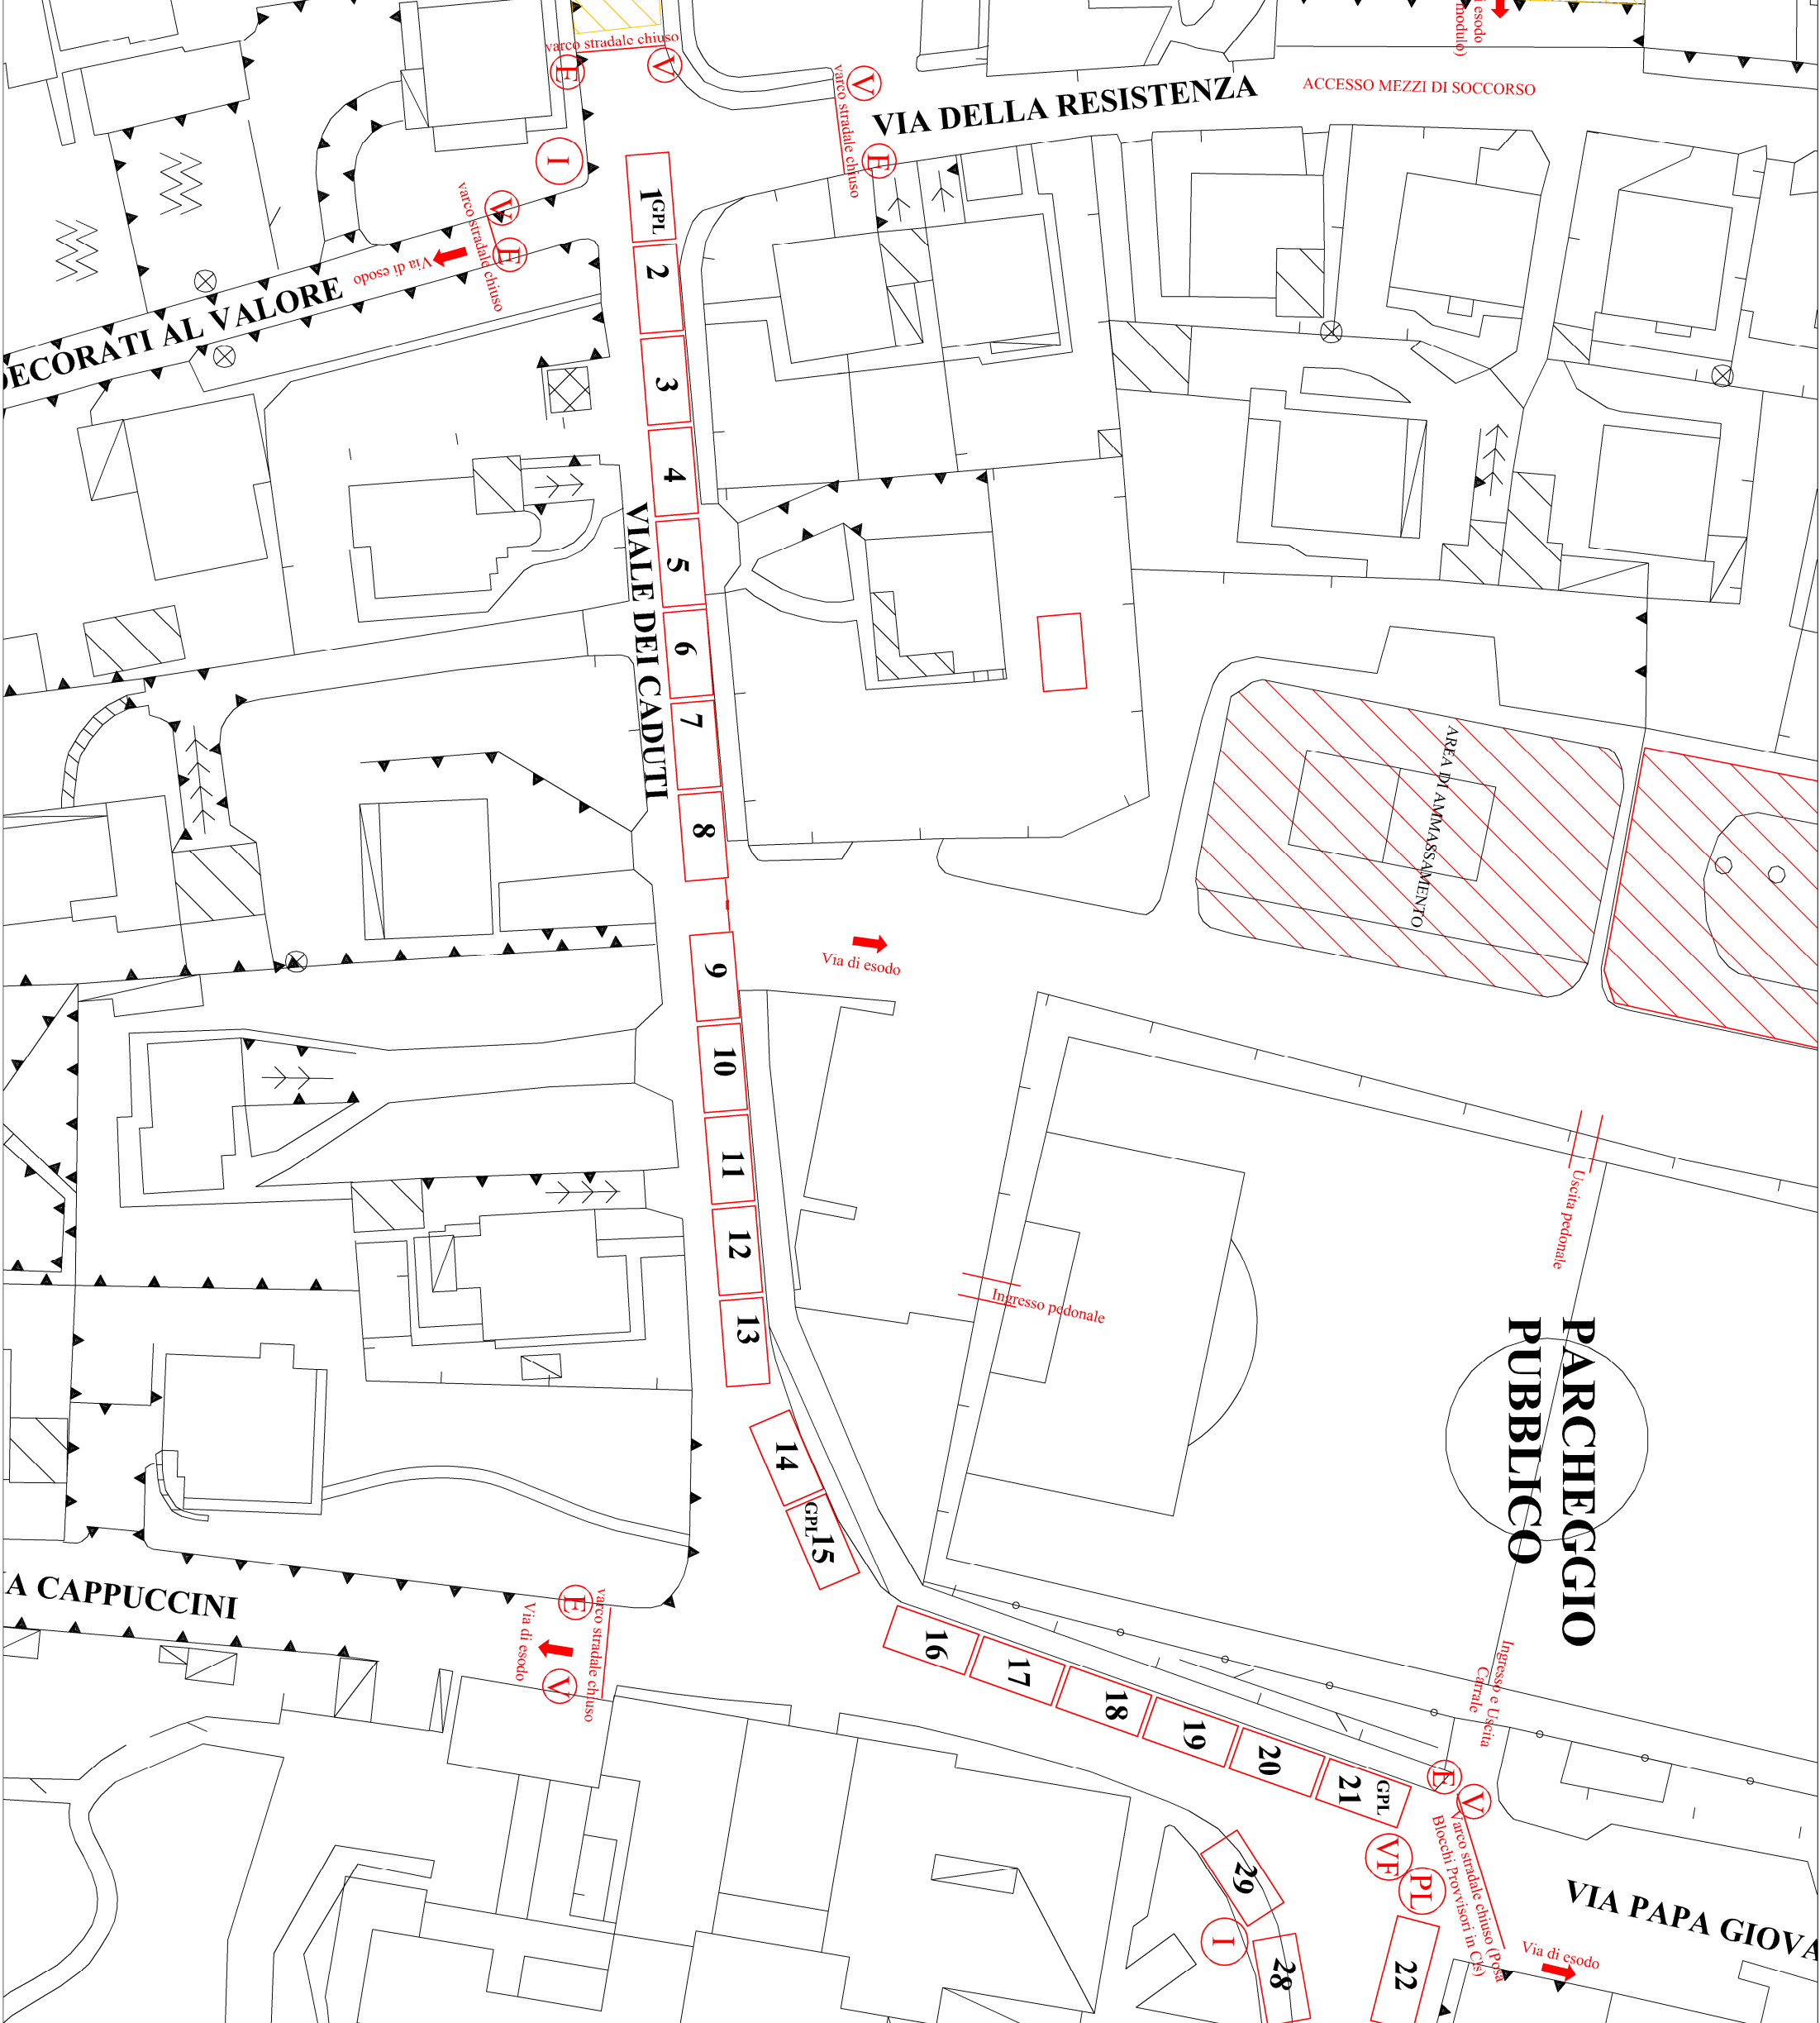 varco stradale chiuso
E
V
V
varco stradale chiuso
E
VIA DELLA RESISTENZA
i esodo
modulo)
ACCESSO MEZZI DI SOCCORSO
I
V
E
varco stradale chiuso
Via di esodo
DECORATI AL VALORE
1 GPL
2
3
4
5
6
7
8
VIALE DEI CADUTI
AREA DI AMMASSAMENTO
Via di esodo
9
10
11
12
13
14
GPL 15
Uscita pedonale
Ingresso pedonale
PARCHEGGIO
PUBBLICO
A CAPPUCCINI
E
varco stradale chiuso
Via di esodo
V
16
17
18
19
20
21 GPL
Ingresso e Uscita
Carrale
E
V
VF
PL
Varco stradale chiuso (Posa
Blocchi Provvisori in Cls)
VIA PAPA GIOVA
Via di esodo
29
I
28
22